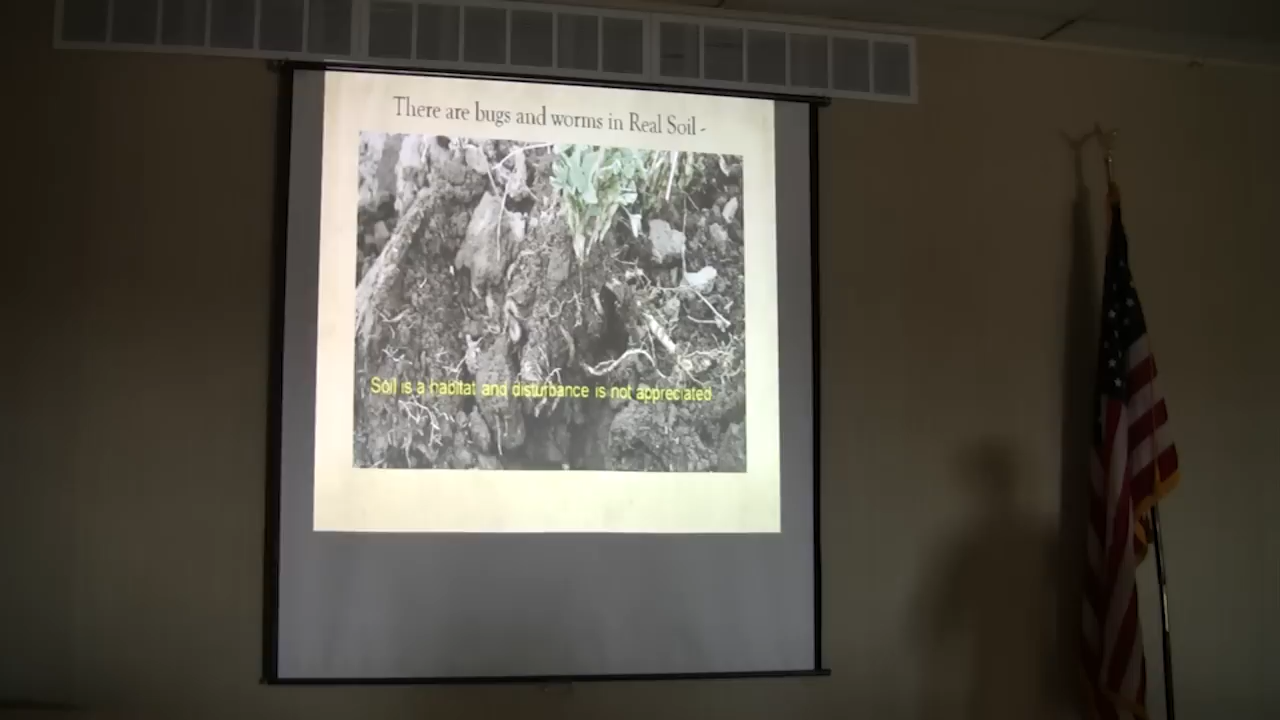 There are bugs and worms in Real Soil -
Soil is a habitat and disturbance is not appreciated